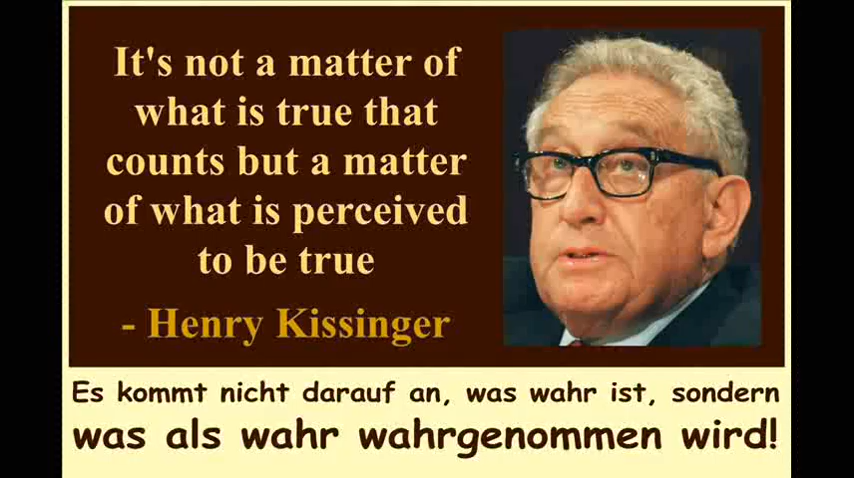 It's not a matter of
what is true that
counts but a matter
of what is perceived
to be true
- Henry Kissinger
Es kommt nicht darauf an, was wahr ist, sondern
was als wahr wahrgenommen wird!